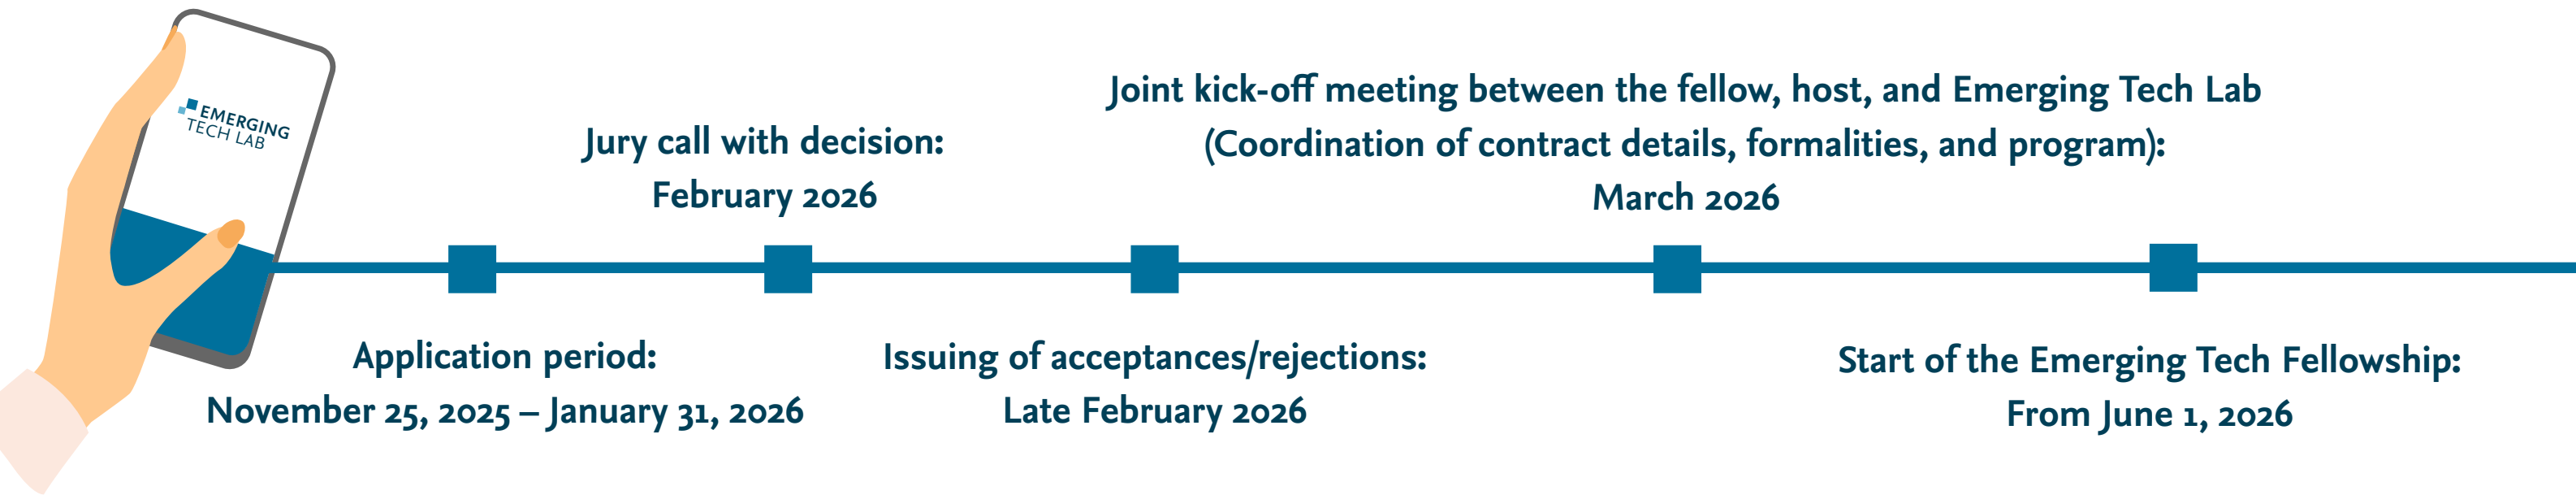 EMERGING
TECH LAB
Application period:
November 25, 2025 – January 31, 2026
Jury call with decision:
February 2026
Issuing of acceptances/rejections:
Late February 2026
Joint kick-off meeting between the fellow, host, and Emerging Tech Lab
(Coordination of contract details, formalities, and program):
March 2026
Start of the Emerging Tech Fellowship:
From June 1, 2026